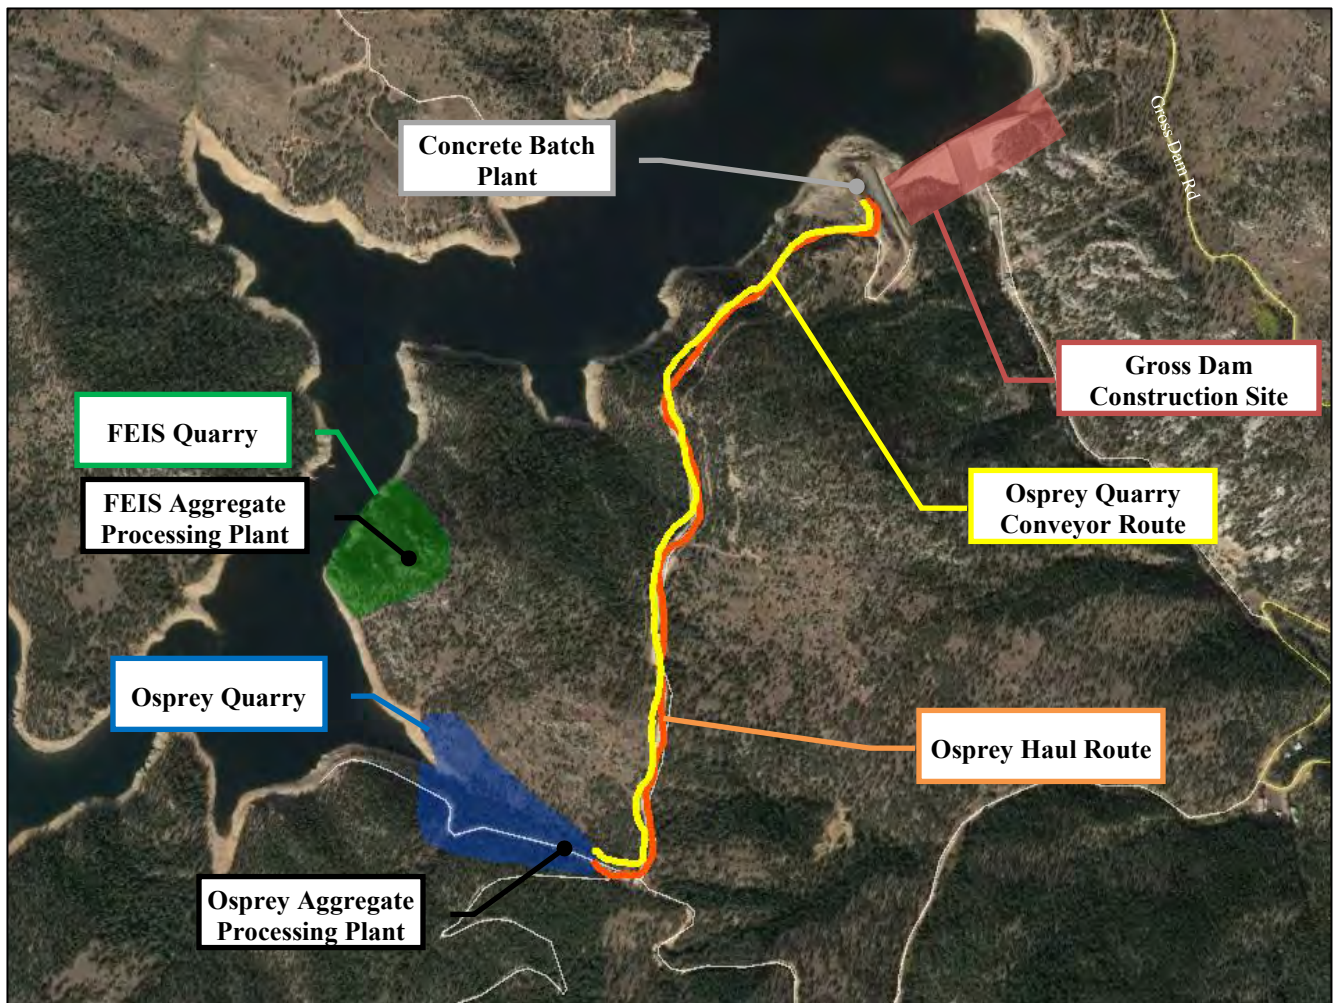 Gross Dam Rd
Concrete Batch
Plant
Gross Dam
Construction Site
FEIS Quarry
FEIS Aggregate
Processing Plant
Osprey Quarry
Conveyor Route
Osprey Quarry
Osprey Haul Route
Osprey Aggregate
Processing Plant